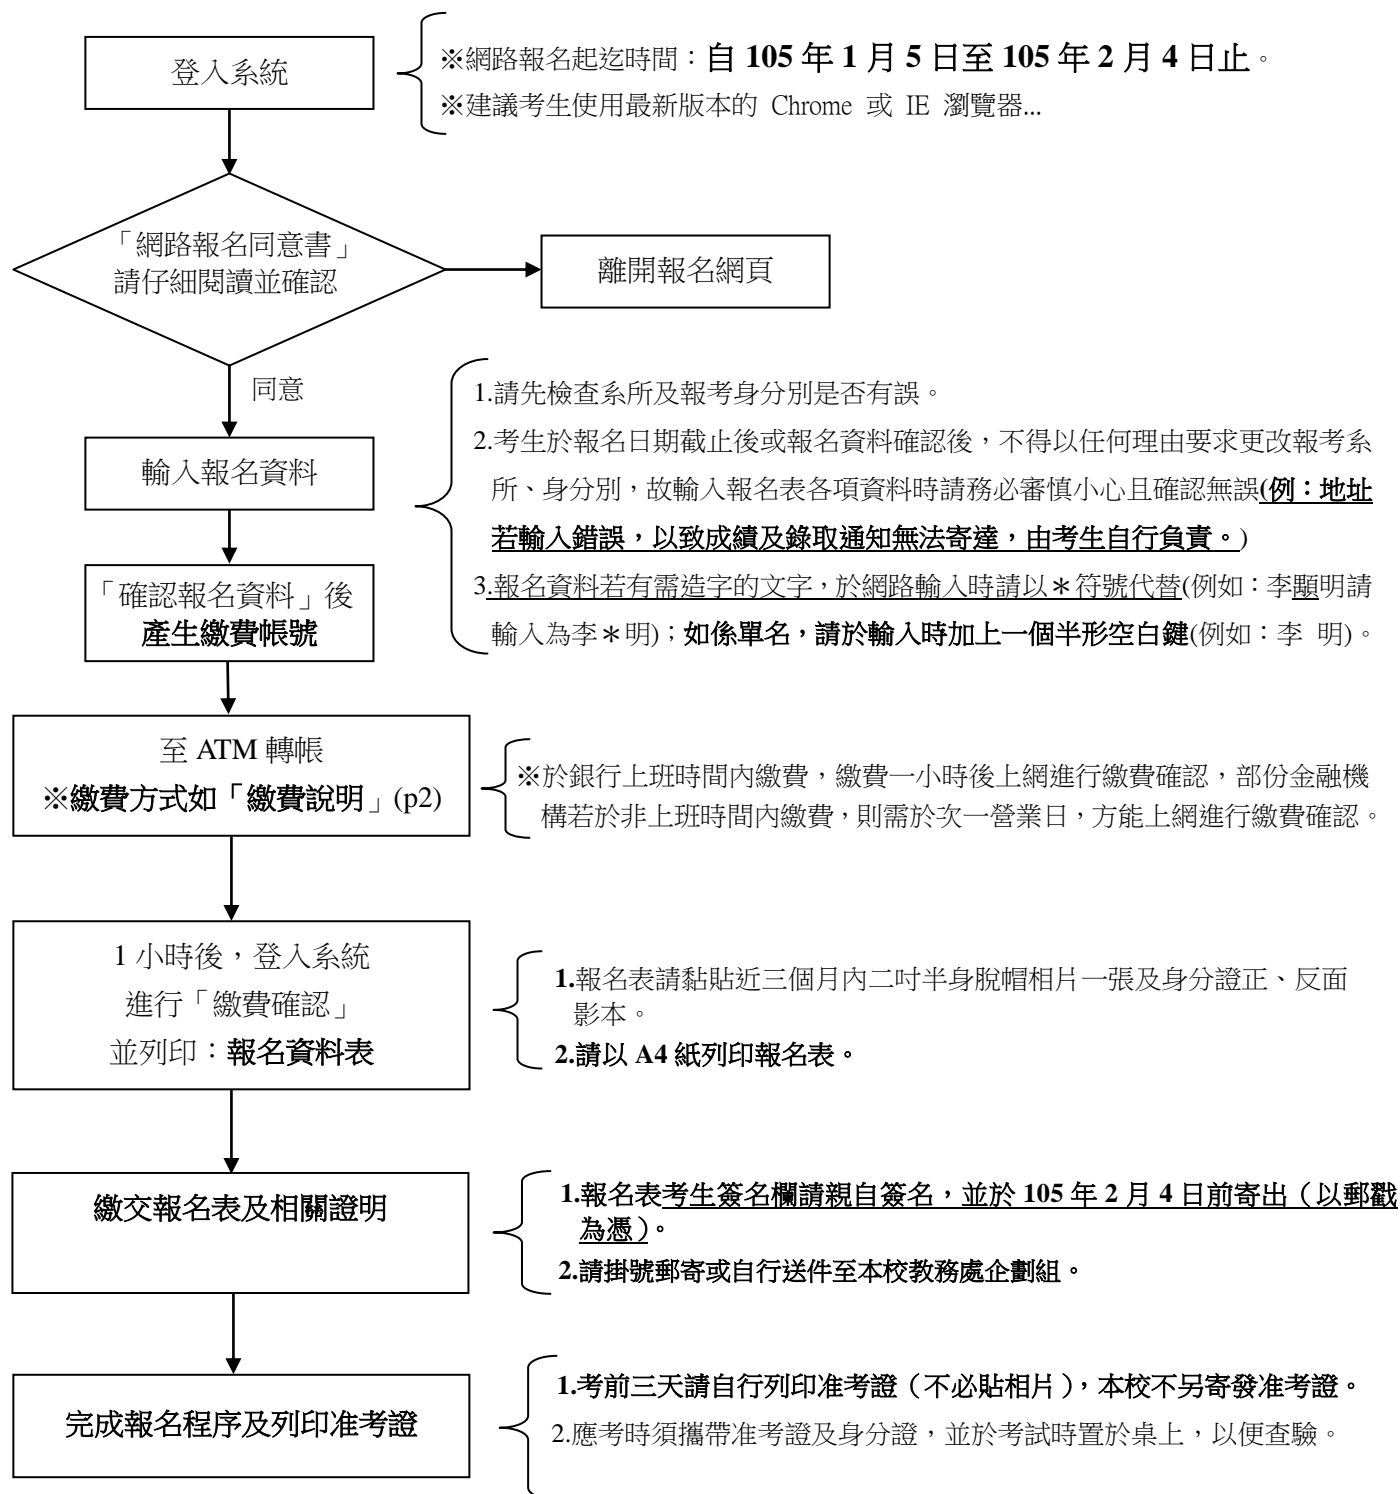 登入系統
※網路報名起迄時間：自 105 年 1 月 5 日至 105 年 2 月 4 日止。
※建議考生使用最新版本的 Chrome 或 IE 瀏覽器...
「網路報名同意書」
請仔細閱讀並確認
離開報名網頁
同意
輸入報名資料
1.請先檢查系所及報考身分別是否有誤。
2.考生於報名日期截止後或報名資料確認後，不得以任何理由要求更改報考系
所、身分別，故輸入報名表各項資料時請務必審慎小心且確認無誤(例：地址
若輸入錯誤，以致成績及錄取通知無法寄達，由考生自行負責。)
3.報名資料若有需造字的文字，於網路輸入時請以＊符號代替(例如：李顯明請
輸入為李＊明)；如係單名，請於輸入時加上一個半形空白鍵(例如：李 明)。
「確認報名資料」後
產生繳費帳號
至 ATM 轉帳
※繳費方式如「繳費說明」(p2)
※於銀行上班時間內繳費，繳費一小時後上網進行繳費確認，部份金融機
構若於非上班時間內繳費，則需於次一營業日，方能上網進行繳費確認。
1 小時後，登入系統
進行「繳費確認」
並列印：報名資料表
1.報名表請黏貼近三個月內二吋半身脫帽相片一張及身分證正、反面
影本。
2.請以 A4 紙列印報名表。
繳交報名表及相關證明
1.報名表考生簽名欄請親自簽名，並於 105 年 2 月 4 日前寄出（以郵戳
為憑）。
2.請掛號郵寄或自行送件至本校教務處企劃組。
完成報名程序及列印准考證
1.考前三天請自行列印准考證（不必貼相片），本校不另寄發准考證。
2.應考時須攜帶准考證及身分證，並於考試時置於桌上，以便查驗。